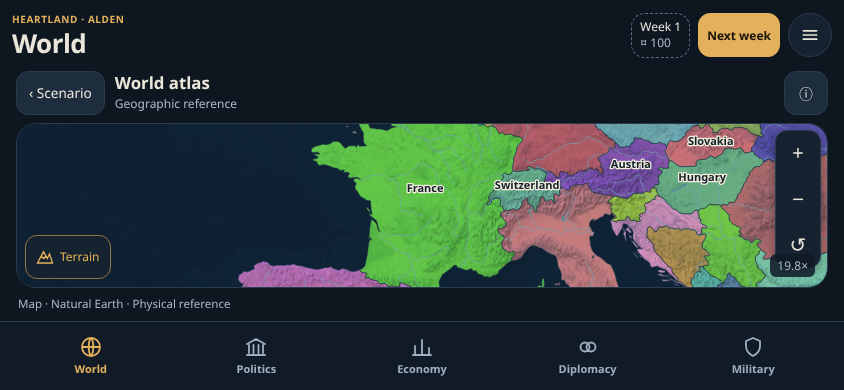 HEARTLAND · ALDEN
World
Week 1
¤ 100
Next week
‹ Scenario
World atlas
Geographic reference
ⓘ
France
Switzerland
Austria
Slovakia
Hungary
+
−
↺
19.8×
Terrain
Map · Natural Earth · Physical reference
World
Politics
Economy
Diplomacy
Military